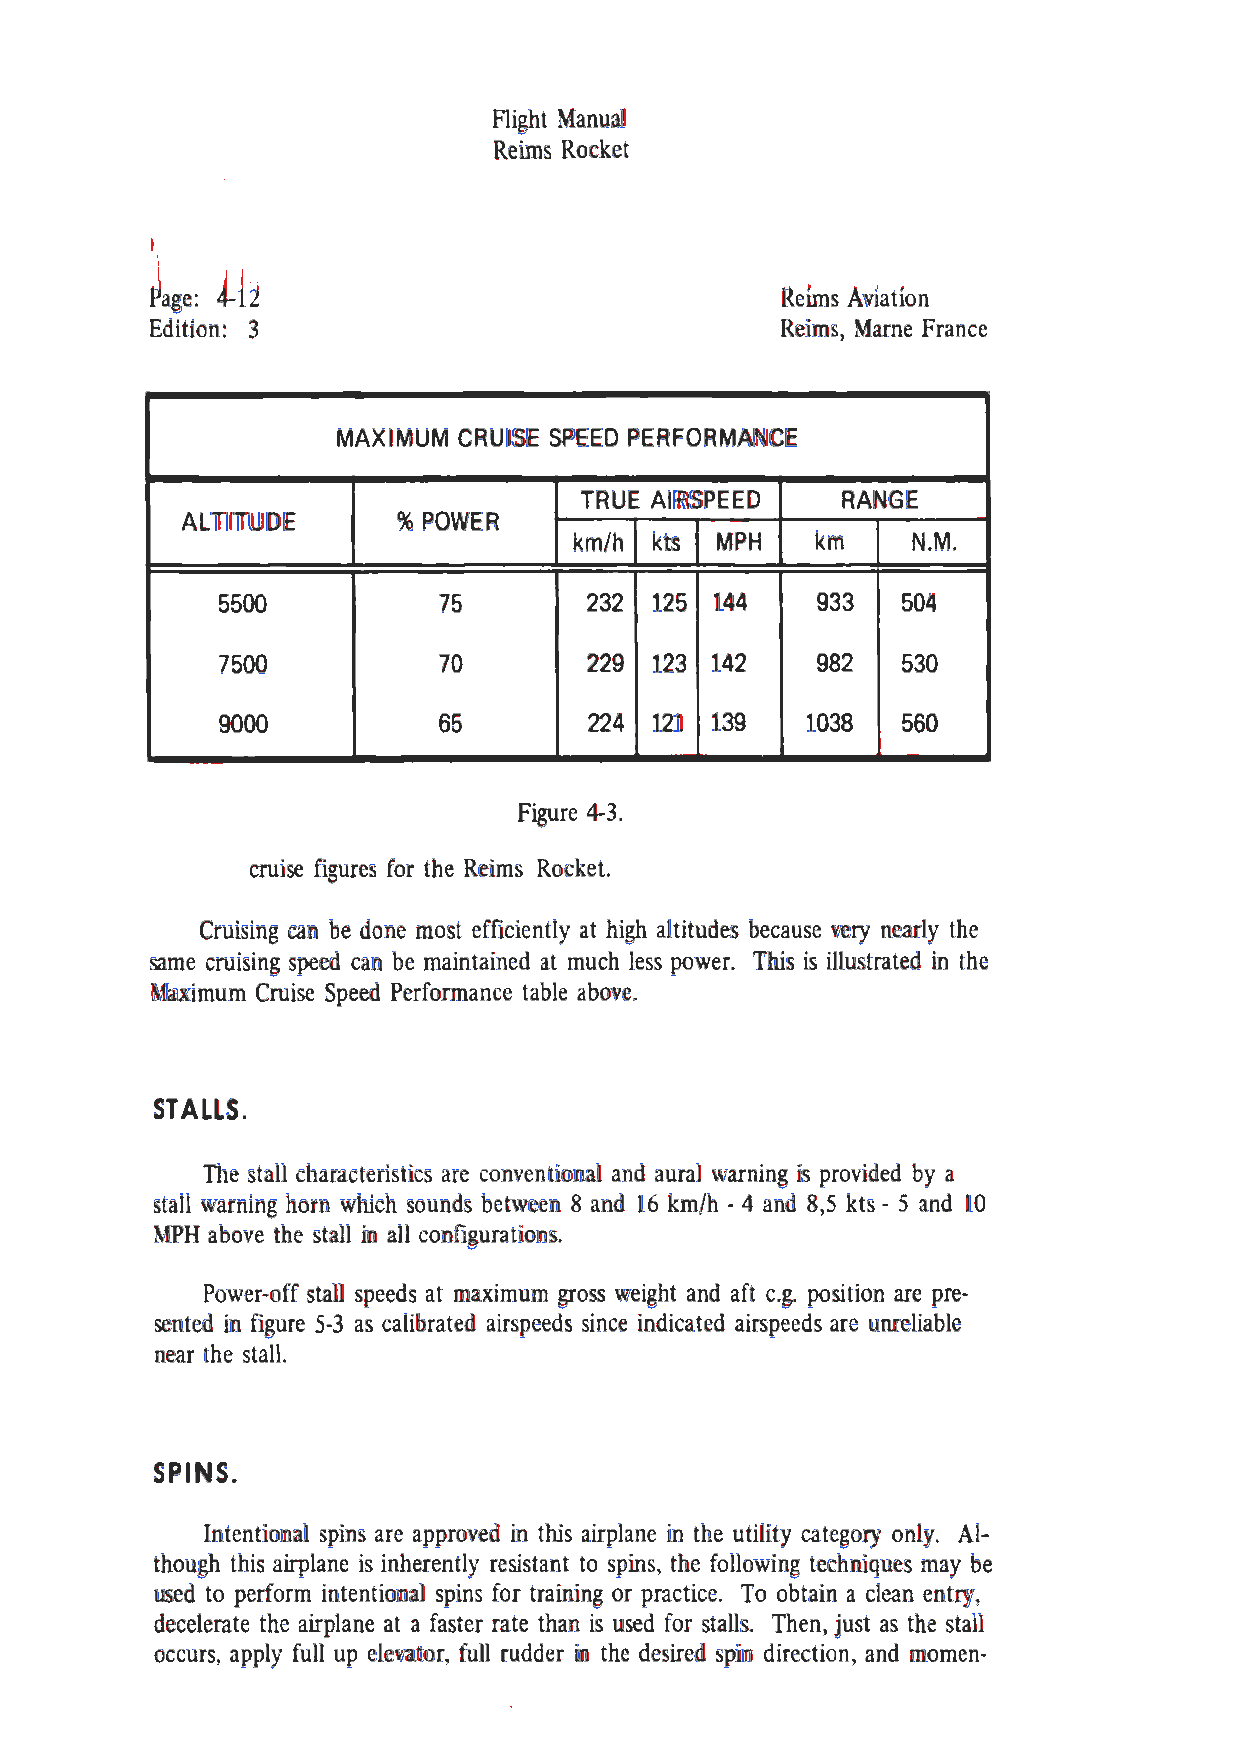 Flight Manual
Reims Rocket
Page: 4-12
Reims Aviation
Edition: 3
Reims, Marne France
MAXIMUM CRUISE SPEED PERFORMANCE
ALTITUDE % POWER TRUE AIRSPEED RANGE
km/h kts MPH km N.M.
5500 75 232 125 144 933 504
7500 70 229 123 142 982 530
9000 65 224 121 139 1038 560
Figure 4-3.
cruise figures for the Reims Rocket.
Cruising can be done most efficiently at high altitudes because very nearly the
same cruising speed can be maintained at much less power. This is illustrated in the
Maximum Cruise Speed Performance table above.
STALLS.
The stall characteristics are conventional and aural warning is provided by a
stall warning horn which sounds between 8 and 16 km/h - 4 and 8,5 kts - 5 and 10
MPH above the stall in all configurations.
Power-off stall speeds at maximum gross weight and aft c.g. position are pre-
sented in figure 5-3 as calibrated airspeeds since indicated airspeeds are unreliable
near the stall.
SPINS.
Intentional spins are approved in this airplane in the utility category only. Al-
though this airplane is inherently resistant to spins, the following techniques may be
used to perform intentional spins for training or practice. To obtain a clean entry,
decelerate the airplane at a faster rate than is used for stalls. Then, just as the stall
occurs, apply full up elevator, full rudder in the desired spin direction, and momen-